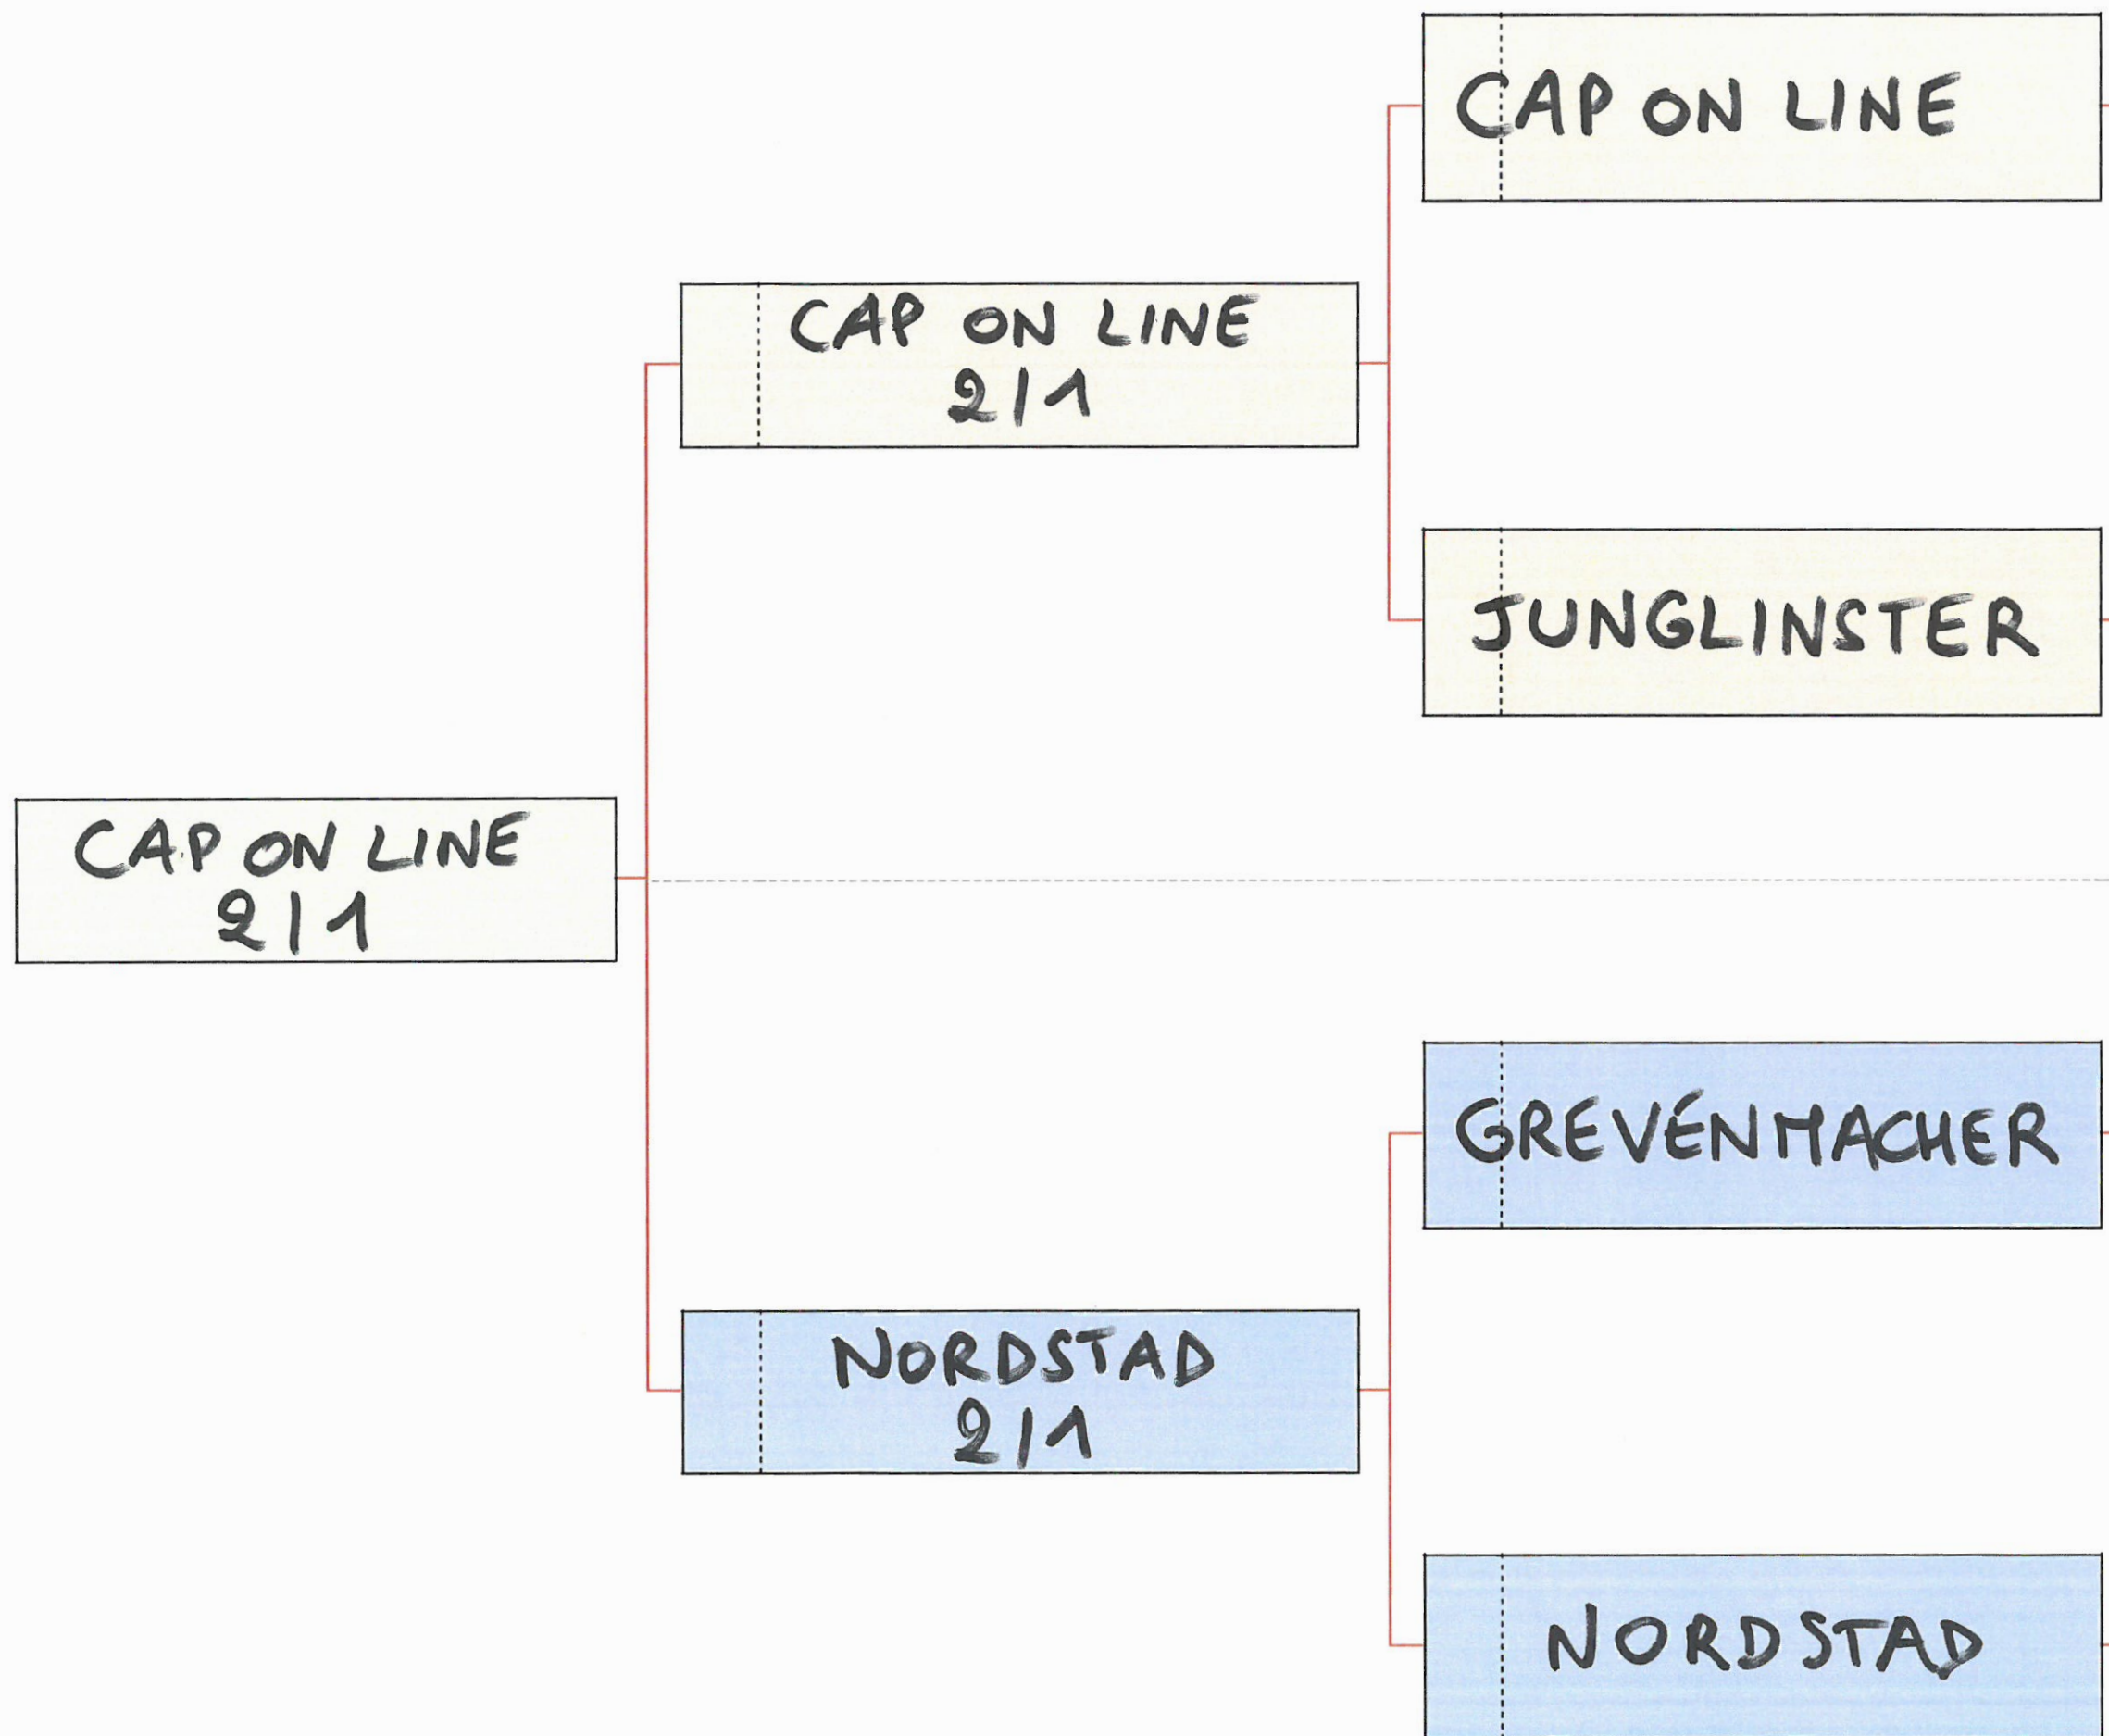 CAP ON LINE
CAP ON LINE
2/1
JUNGLINSTER
CAP ON LINE
2/1
GREVENMACHER
NORDSTAD
2/1
NORDSTAD